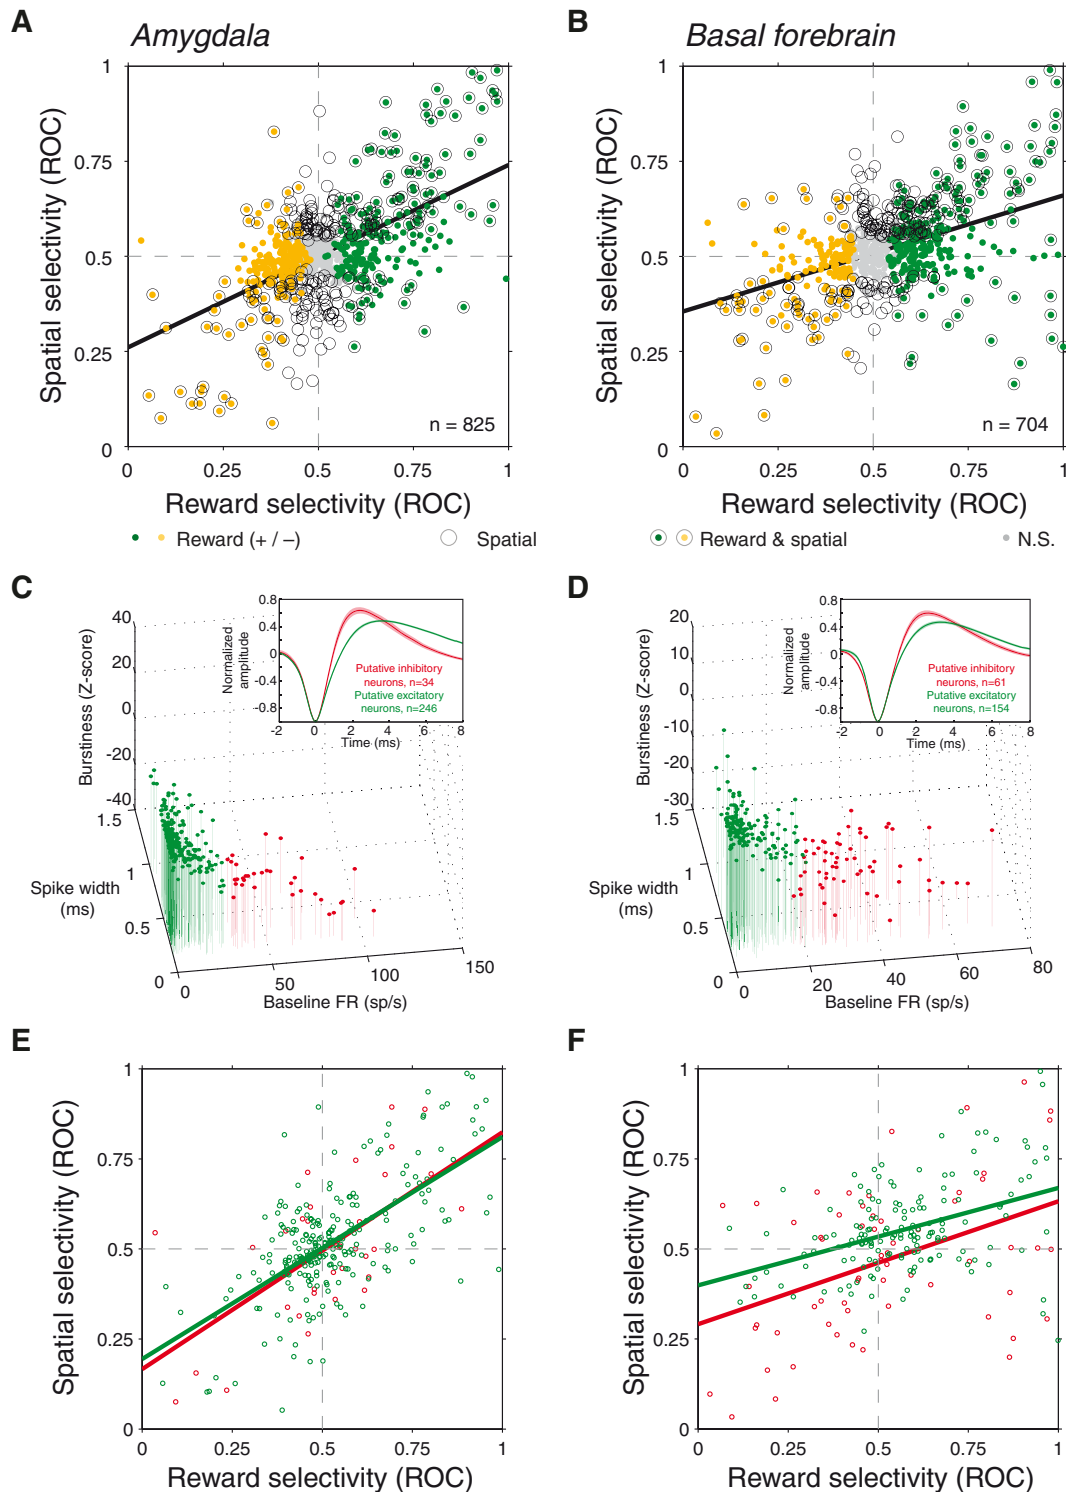 A
Amygdala
1
0.75
0.5
0.25
0
Spatial selectivity (ROC)
n = 825
0 0.25 0.5 0.75 1
Reward selectivity (ROC)
B
Basal forebrain
1
0.75
0.5
0.25
0
Spatial selectivity (ROC)
n = 704
0 0.25 0.5 0.75 1
Reward selectivity (ROC)
Reward (+ / –)
Spatial
Reward & spatial
N.S.
C
40
20
0
-20
-40
Burstiness (Z-score)
1.5
1
0.5
0
Spike width
(ms)
0 50 100 150
Baseline FR (sp/s)
0.8
0.4
0
-0.4
-0.8
Normalized
amplitude
Putative inhibitory
neurons, n=34
Putative excitatory
neurons, n=246
-2 0 2 4 6 8
Time (ms)
D
20
10
0
-10
-20
-30
Burstiness (Z-score)
1.5
1
0.5
0
Spike width
(ms)
0 20 40 60 80
Baseline FR (sp/s)
0.8
0.4
0
-0.4
-0.8
Normalized
amplitude
Putative inhibitory
neurons, n=61
Putative excitatory
neurons, n=154
-2 0 2 4 6 8
Time (ms)
E
1
0.75
0.5
0.25
0
Spatial selectivity (ROC)
0 0.25 0.5 0.75 1
Reward selectivity (ROC)
F
1
0.75
0.5
0.25
0
Spatial selectivity (ROC)
0 0.25 0.5 0.75 1
Reward selectivity (ROC)